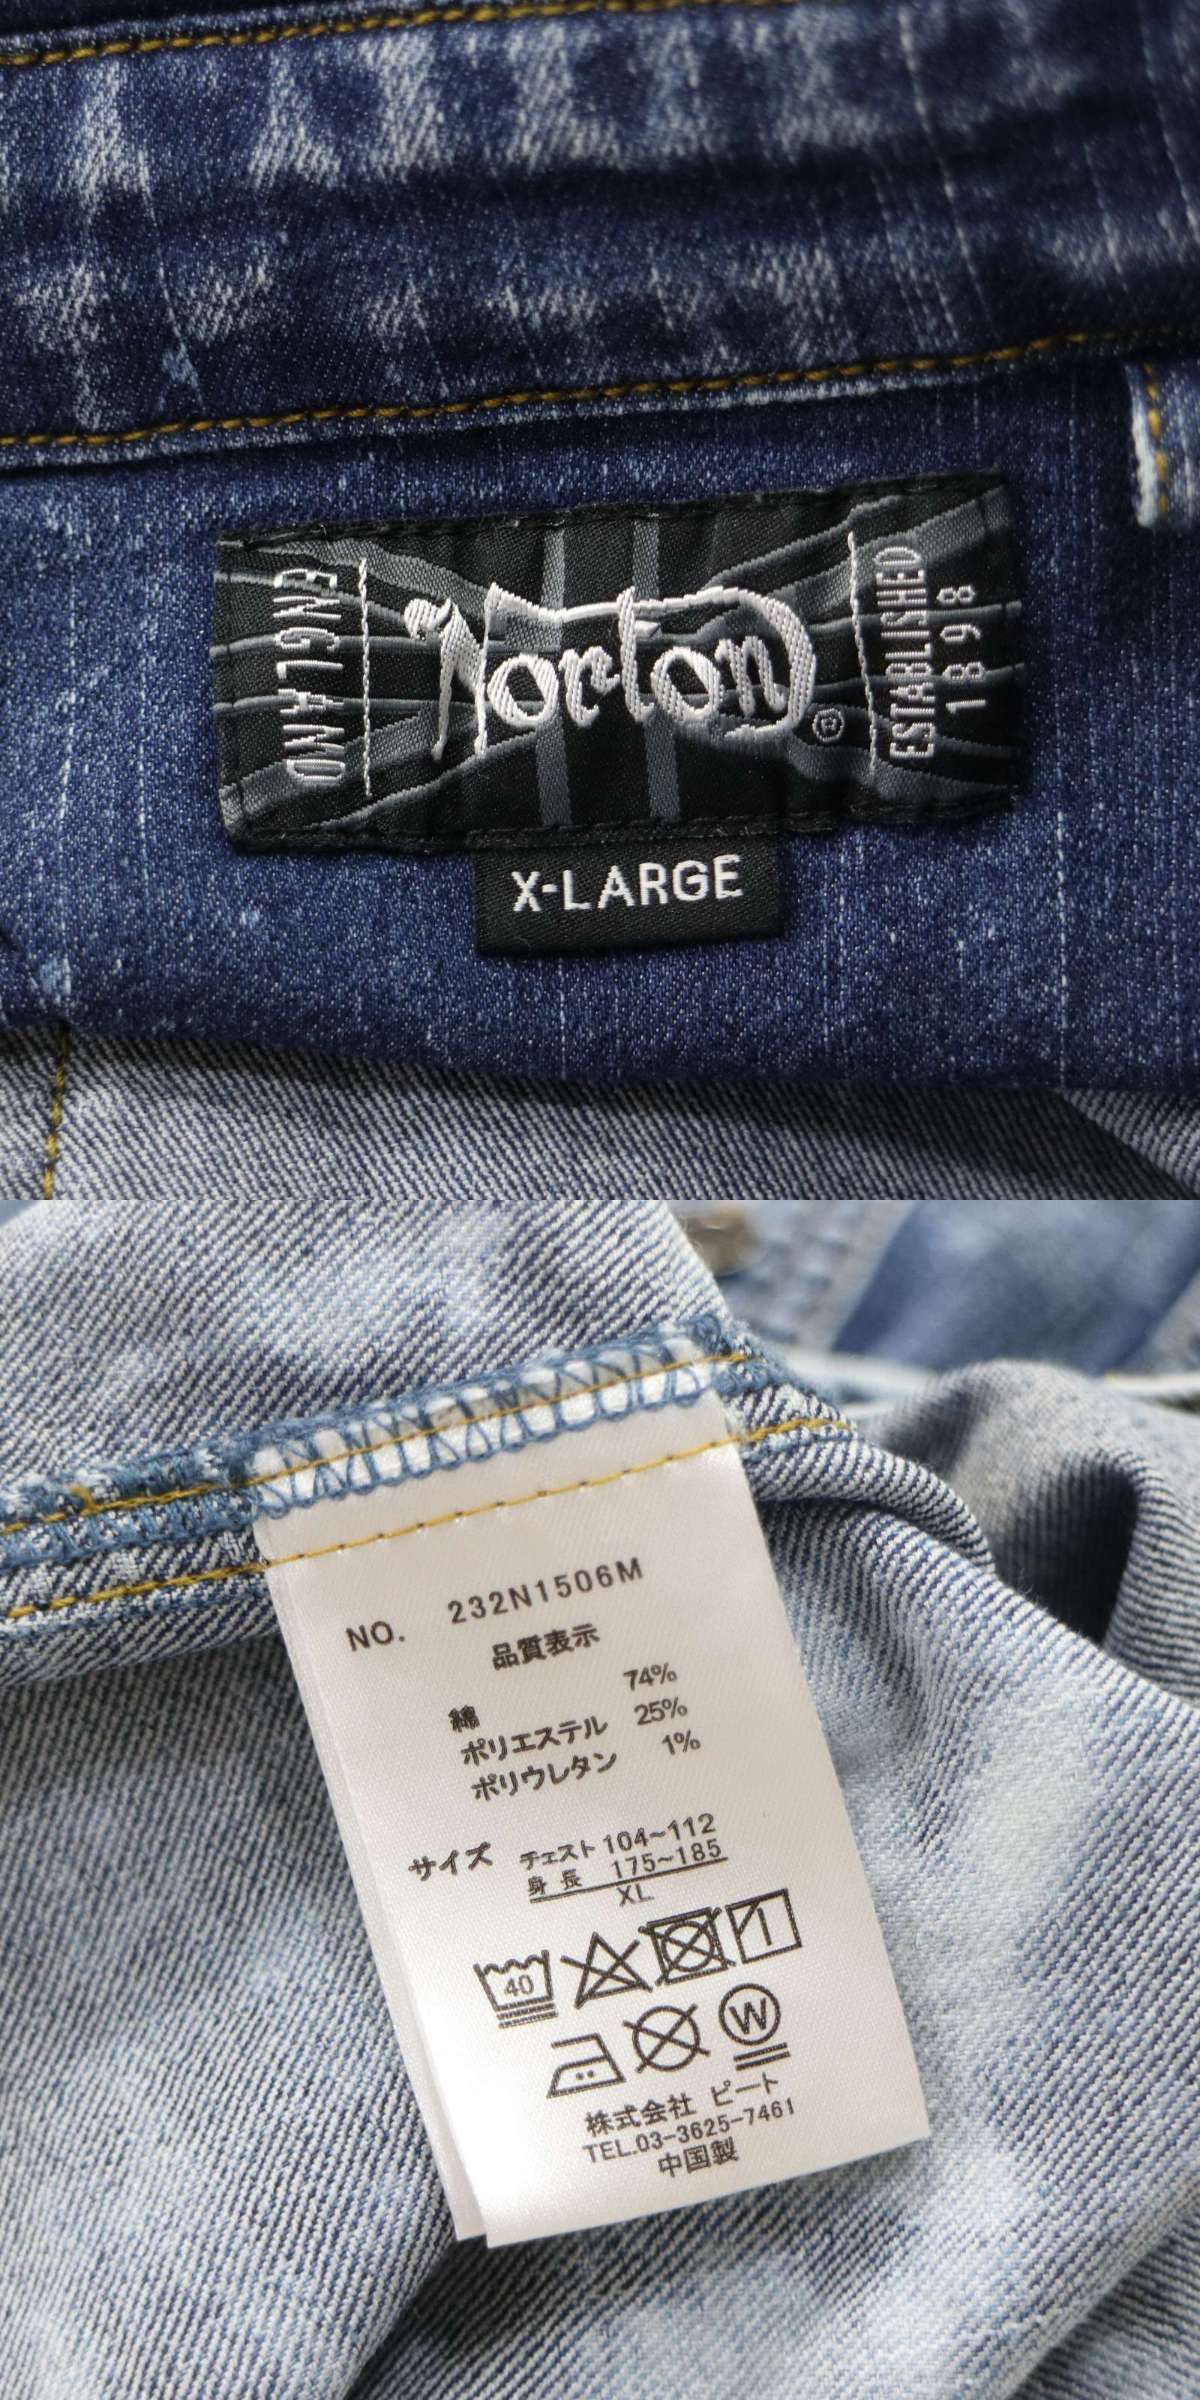 ENGLAND
Norton®
ESTABLISHED
1898
X-LARGE
NO. 232N1506M
品質表示
綿 74%
ポリエステル 25%
ポリウレタン 1%
サイズ チェスト 104~112
身長 175~185
XL
40
W
株式会社 ピート
TEL.03-3625-7461
中国製